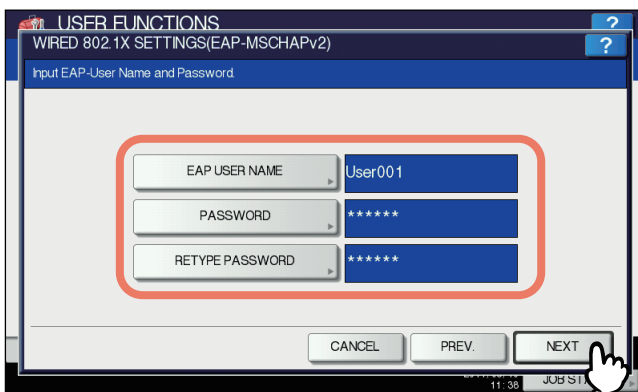 USER FUNCTIONS
?
WIRED 802.1X SETTINGS(EAP-MSCHAPv2)
?
Input EAP-User Name and Password.
EAP USER NAME
User001
PASSWORD
******
RETYPE PASSWORD
******
CANCEL
PREV.
NEXT
11:38
JOB ST